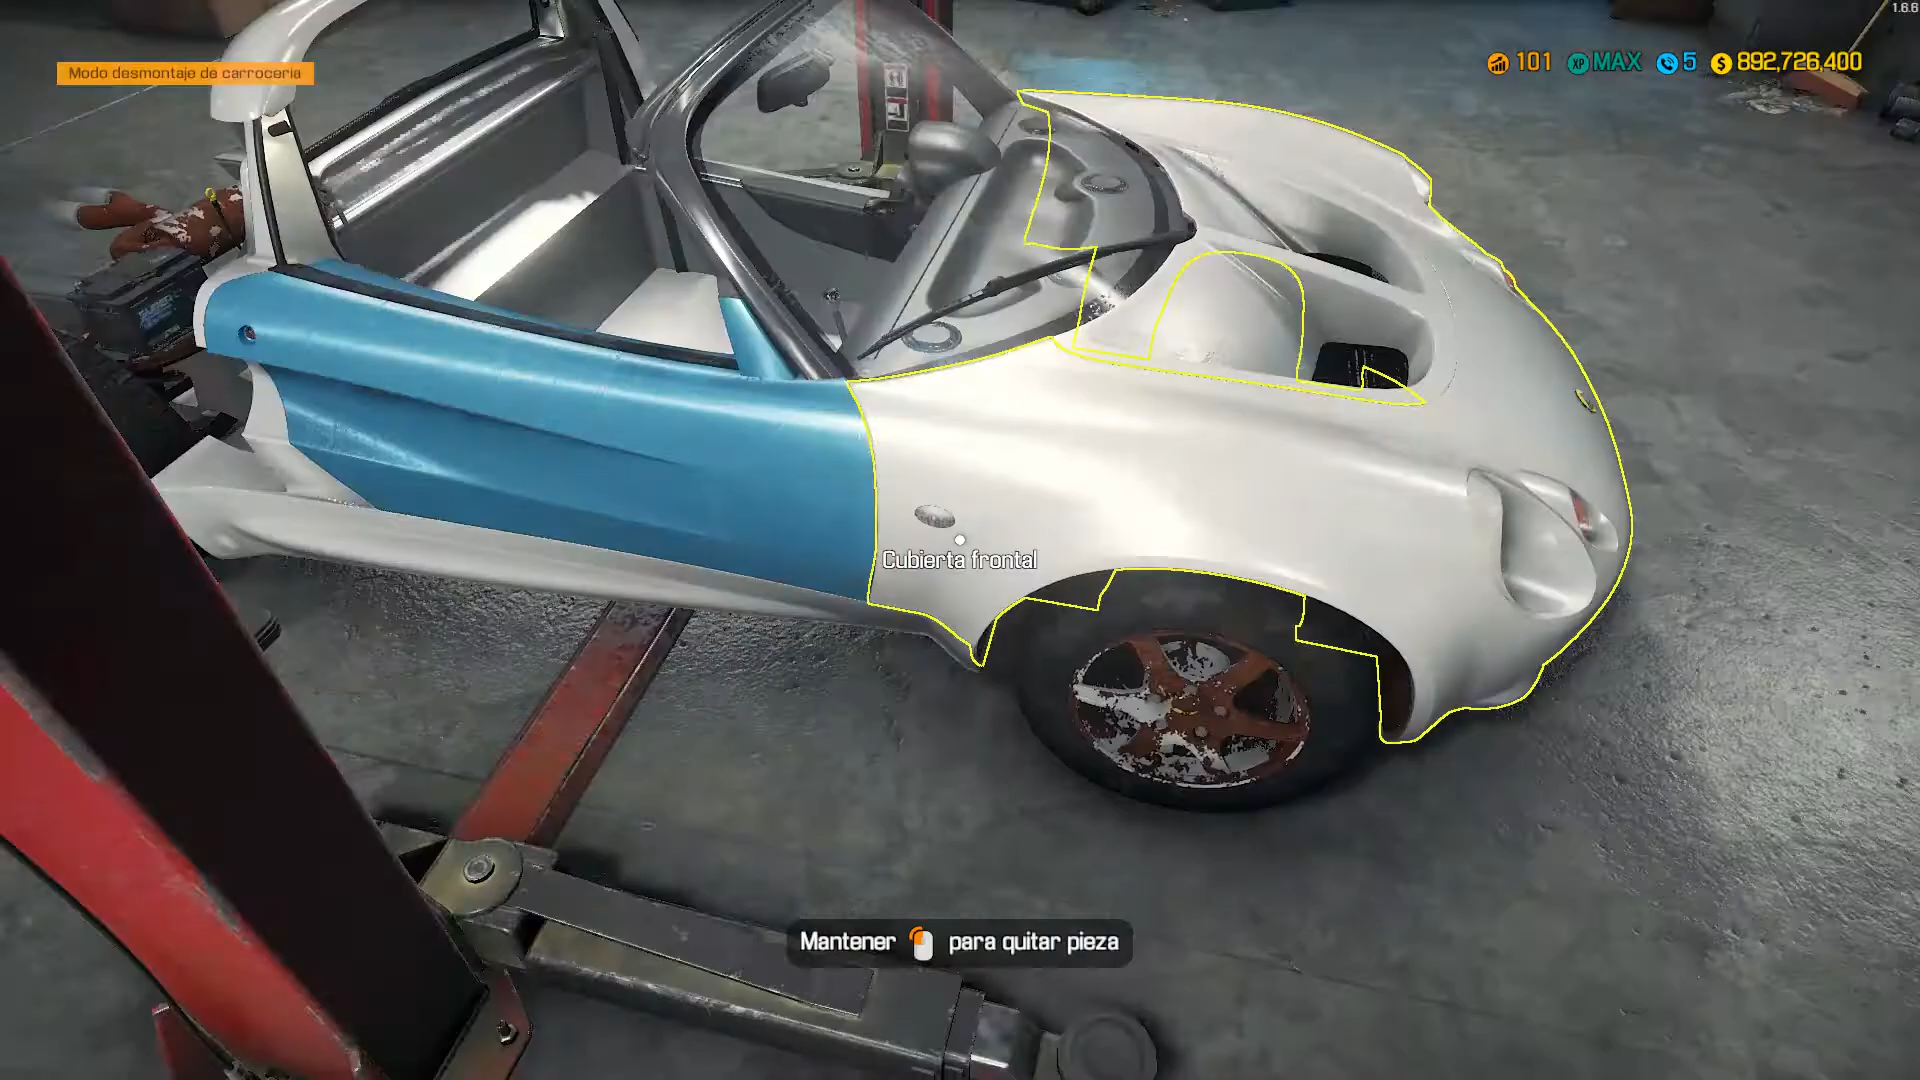 1.6.6
Modo desmontaje de carrocería
101 XP MAX 5 $ 892,726,400
Cubierta frontal
Mantener para quitar pieza